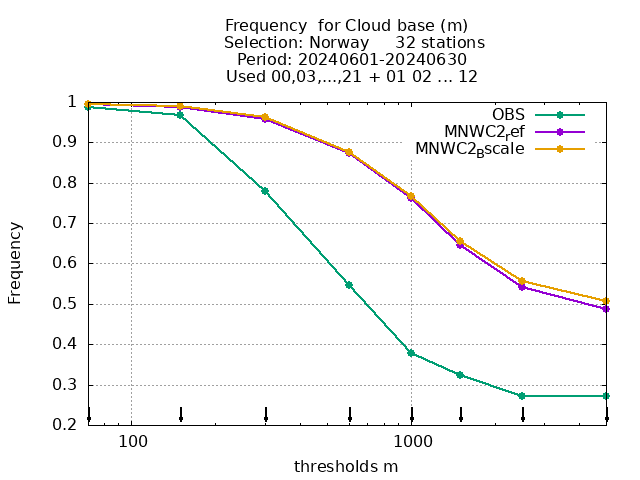 Frequency  for Cloud base (m)
Selection: Norway     32 stations
Period: 20240601-20240630
Used 00,03,...,21 + 01 02 ... 12
OBS
MNWC2ref
MNWC2Bscale
1
0.9
0.8
0.7
0.6
0.5
0.4
0.3
0.2
Frequency
100
1000
thresholds m